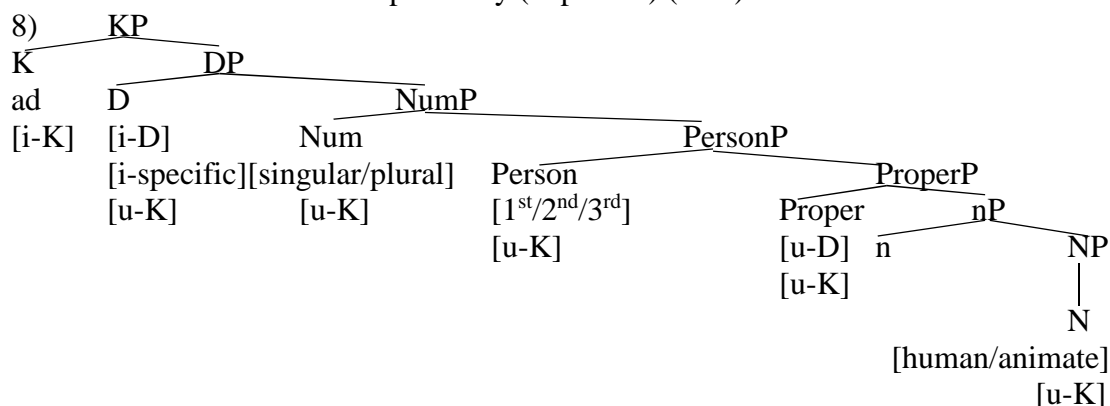 8) KP
K DP
ad D NumP
[i-K] [i-D] Num PersonP
[i-specific][singular/plural] Person ProperP
[u-K] [u-K] [1st/2nd/3rd] Proper nP
[u-K] [u-D] n NP
[u-K]
N
[human/animate]
[u-K]